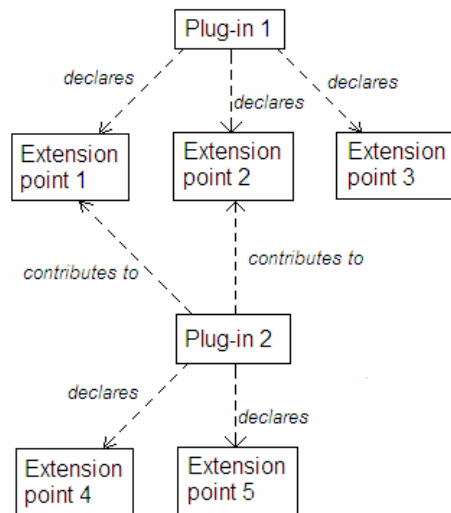 Plug-in 1
declares
declares
declares
Extension
point 1
Extension
point 2
Extension
point 3
contributes to
contributes to
Plug-in 2
declares
declares
Extension
point 4
Extension
point 5